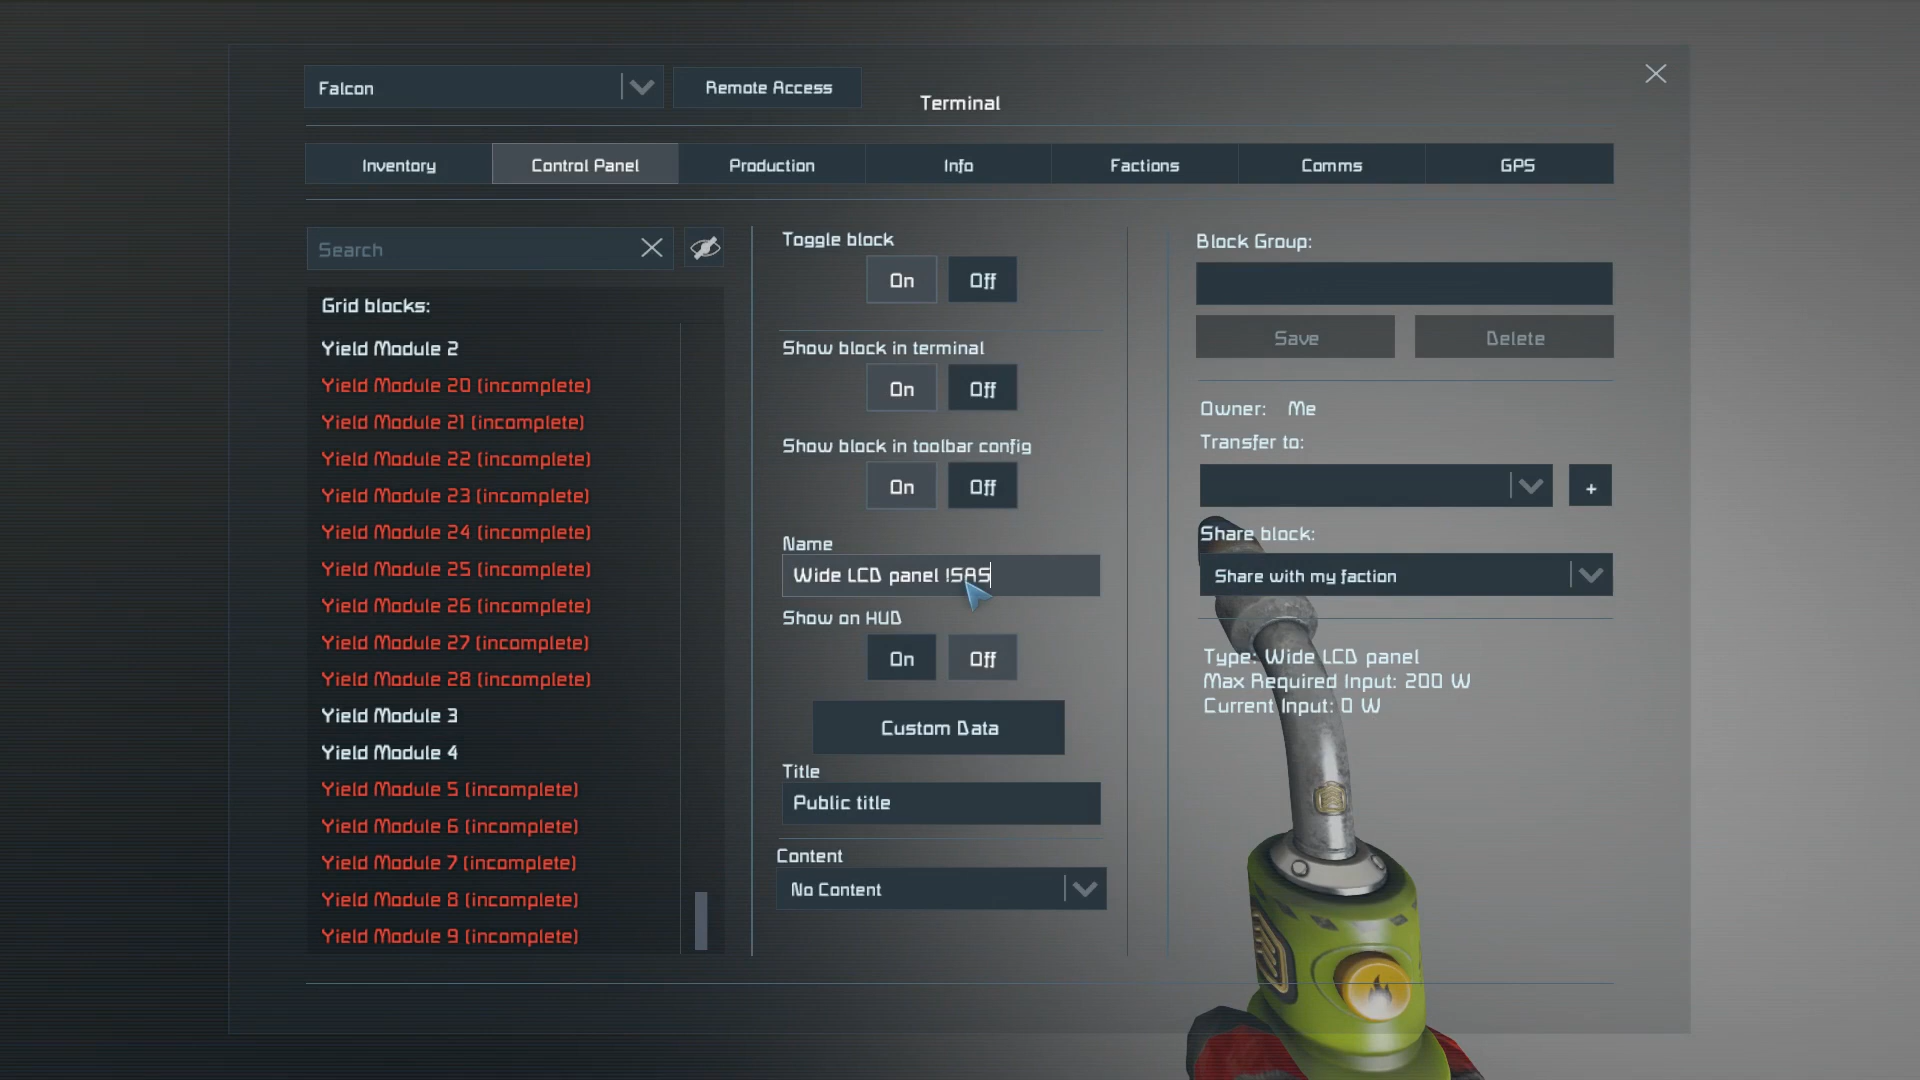 Falcon
Remote Access
Terminal
Inventory
Control Panel
Production
Info
Factions
Comms
GPS
Search
Grid blocks:
Yield Module 2
Yield Module 20 (incomplete)
Yield Module 21 (incomplete)
Yield Module 22 (incomplete)
Yield Module 23 (incomplete)
Yield Module 24 (incomplete)
Yield Module 25 (incomplete)
Yield Module 26 (incomplete)
Yield Module 27 (incomplete)
Yield Module 28 (incomplete)
Yield Module 3
Yield Module 4
Yield Module 5 (incomplete)
Yield Module 6 (incomplete)
Yield Module 7 (incomplete)
Yield Module 8 (incomplete)
Yield Module 9 (incomplete)
Toggle block
On Off
Show block in terminal
On Off
Show block in toolbar config
On Off
Name
Wide LCD panel !SAS
Show on HUD
On Off
Custom Data
Title
Public title
Content
No Content
Block Group:
Save Delete
Owner: Me
Transfer to:
+
Share block:
Share with my faction
Type: Wide LCD panel
Max Required Input: 200 W
Current Input: 0 W